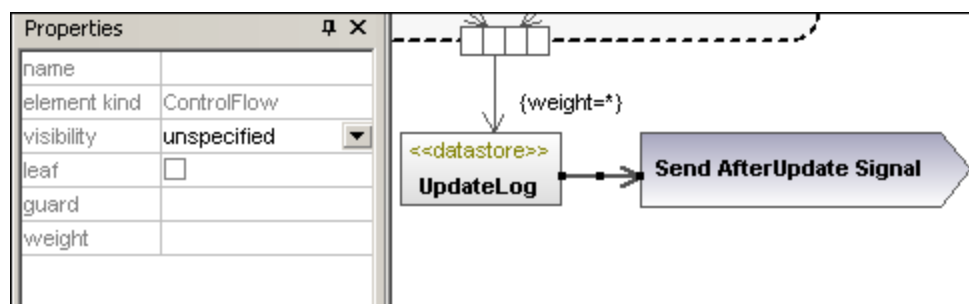 Properties
name
element kind ControlFlow
visibility unspecified
leaf
guard
weight
{weight=*}
<<datastore>>
UpdateLog
Send AfterUpdate Signal